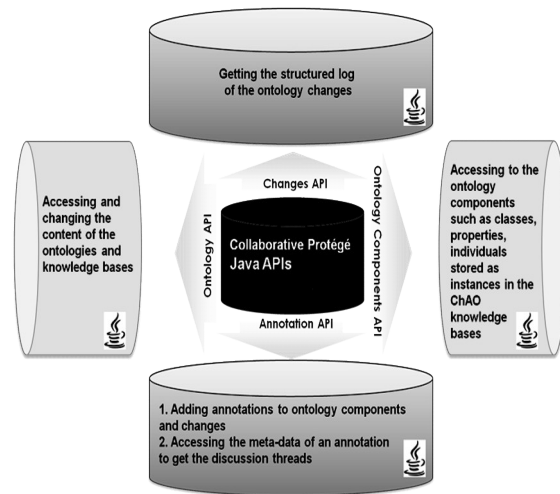 Getting the structured log
of the ontology changes
Accessing and
changing the
content of the
ontologies and
knowledge bases
Changes API
Ontology API
Collaborative Protégé
Java APIs
Ontology Components API
Annotation API
Accessing to the
ontology
components
such as classes,
properties,
individuals
stored as
instances in the
ChAO
knowledge
bases
1. Adding annotations to ontology components
and changes
2. Accessing the meta-data of an annotation
to get the discussion threads